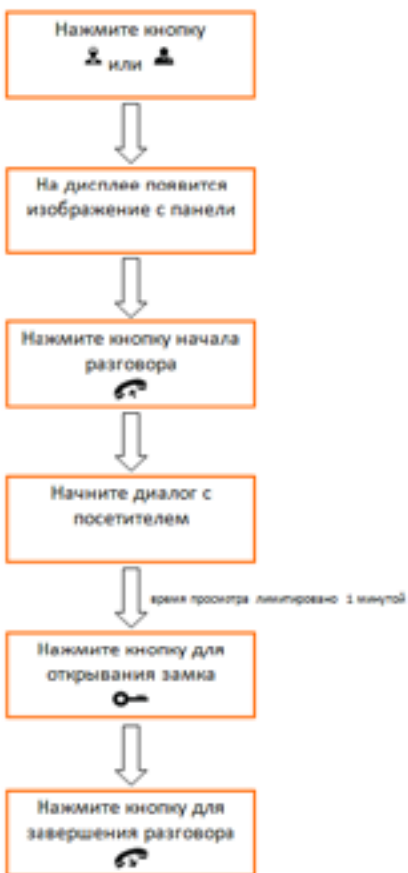 Нажмите кнопку
или
На дисплее появится
изображение с панели
Нажмите кнопку начала
разговора
Начните диалог с
посетителем
время просмотра лимитировано 1 минутой
Нажмите кнопку для
открывания замка
Нажмите кнопку для
завершения разговора